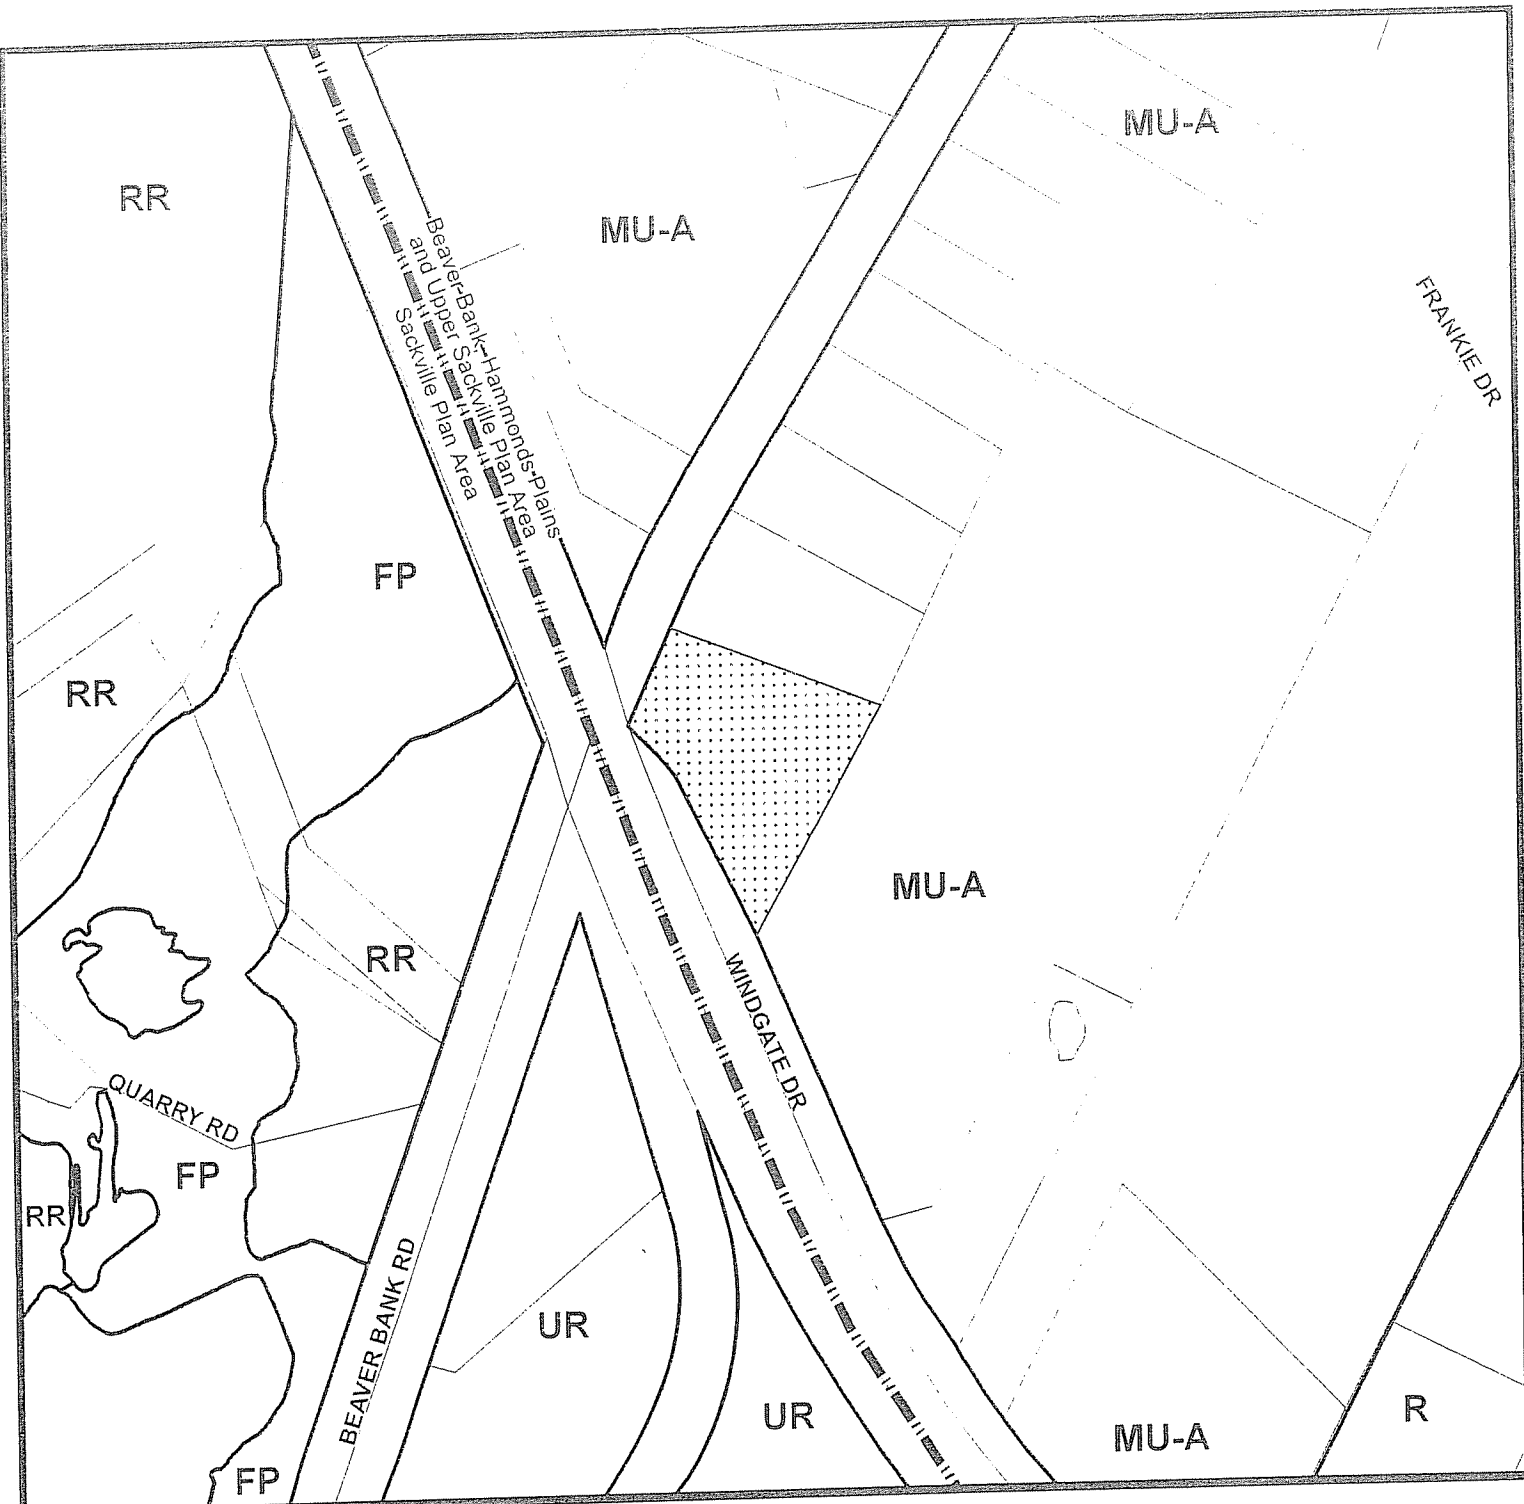 MU-A
RR
MU-A
Beaver Bank-Hammonds Plains
and Upper Sackville Plan Area
Sackville Plan Area
FRANKIE DR
FP
RR
MU-A
RR
WINDGATE DR
QUARRY RD
FP
RR
BEAVER BANK RD
UR
UR
R
MU-A
FP